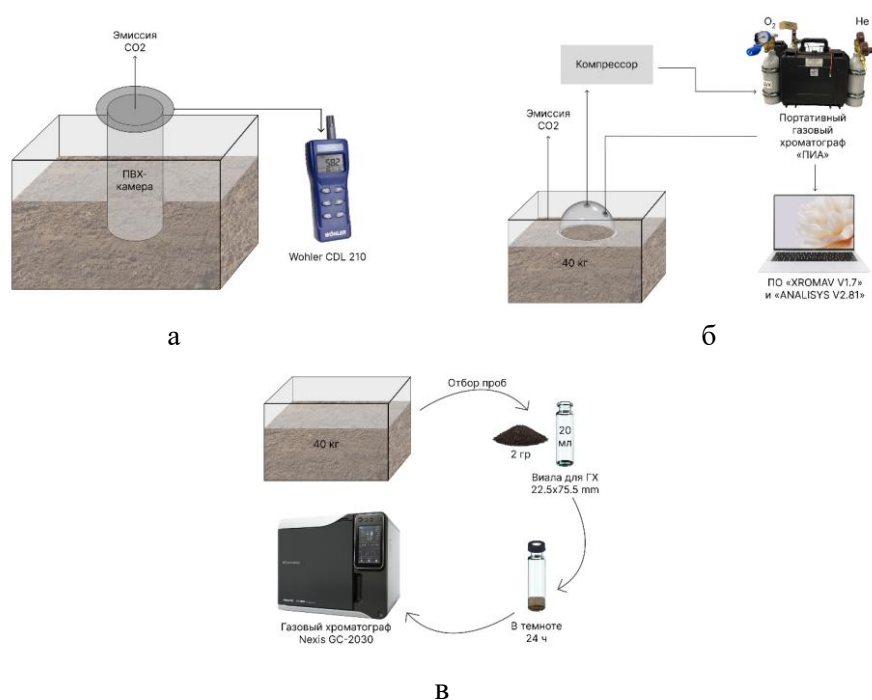 Эмиссия
CO2
ПВХ-
камера
582
WÖHLER
Wohler CDL 210
а
O2
He
Компрессор
Эмиссия
CO2
40 кг
Портативный
газовый
хроматограф
«ПИА»
ПО «XROMAV V1.7»
и «ANALISYS V2.81»
б
40 кг
Отбор проб
2 гр
20
мл
Виала для ГХ
22.5x75.5 mm
В темноте
24 ч
Газовый хроматограф
Nexis GC-2030
в